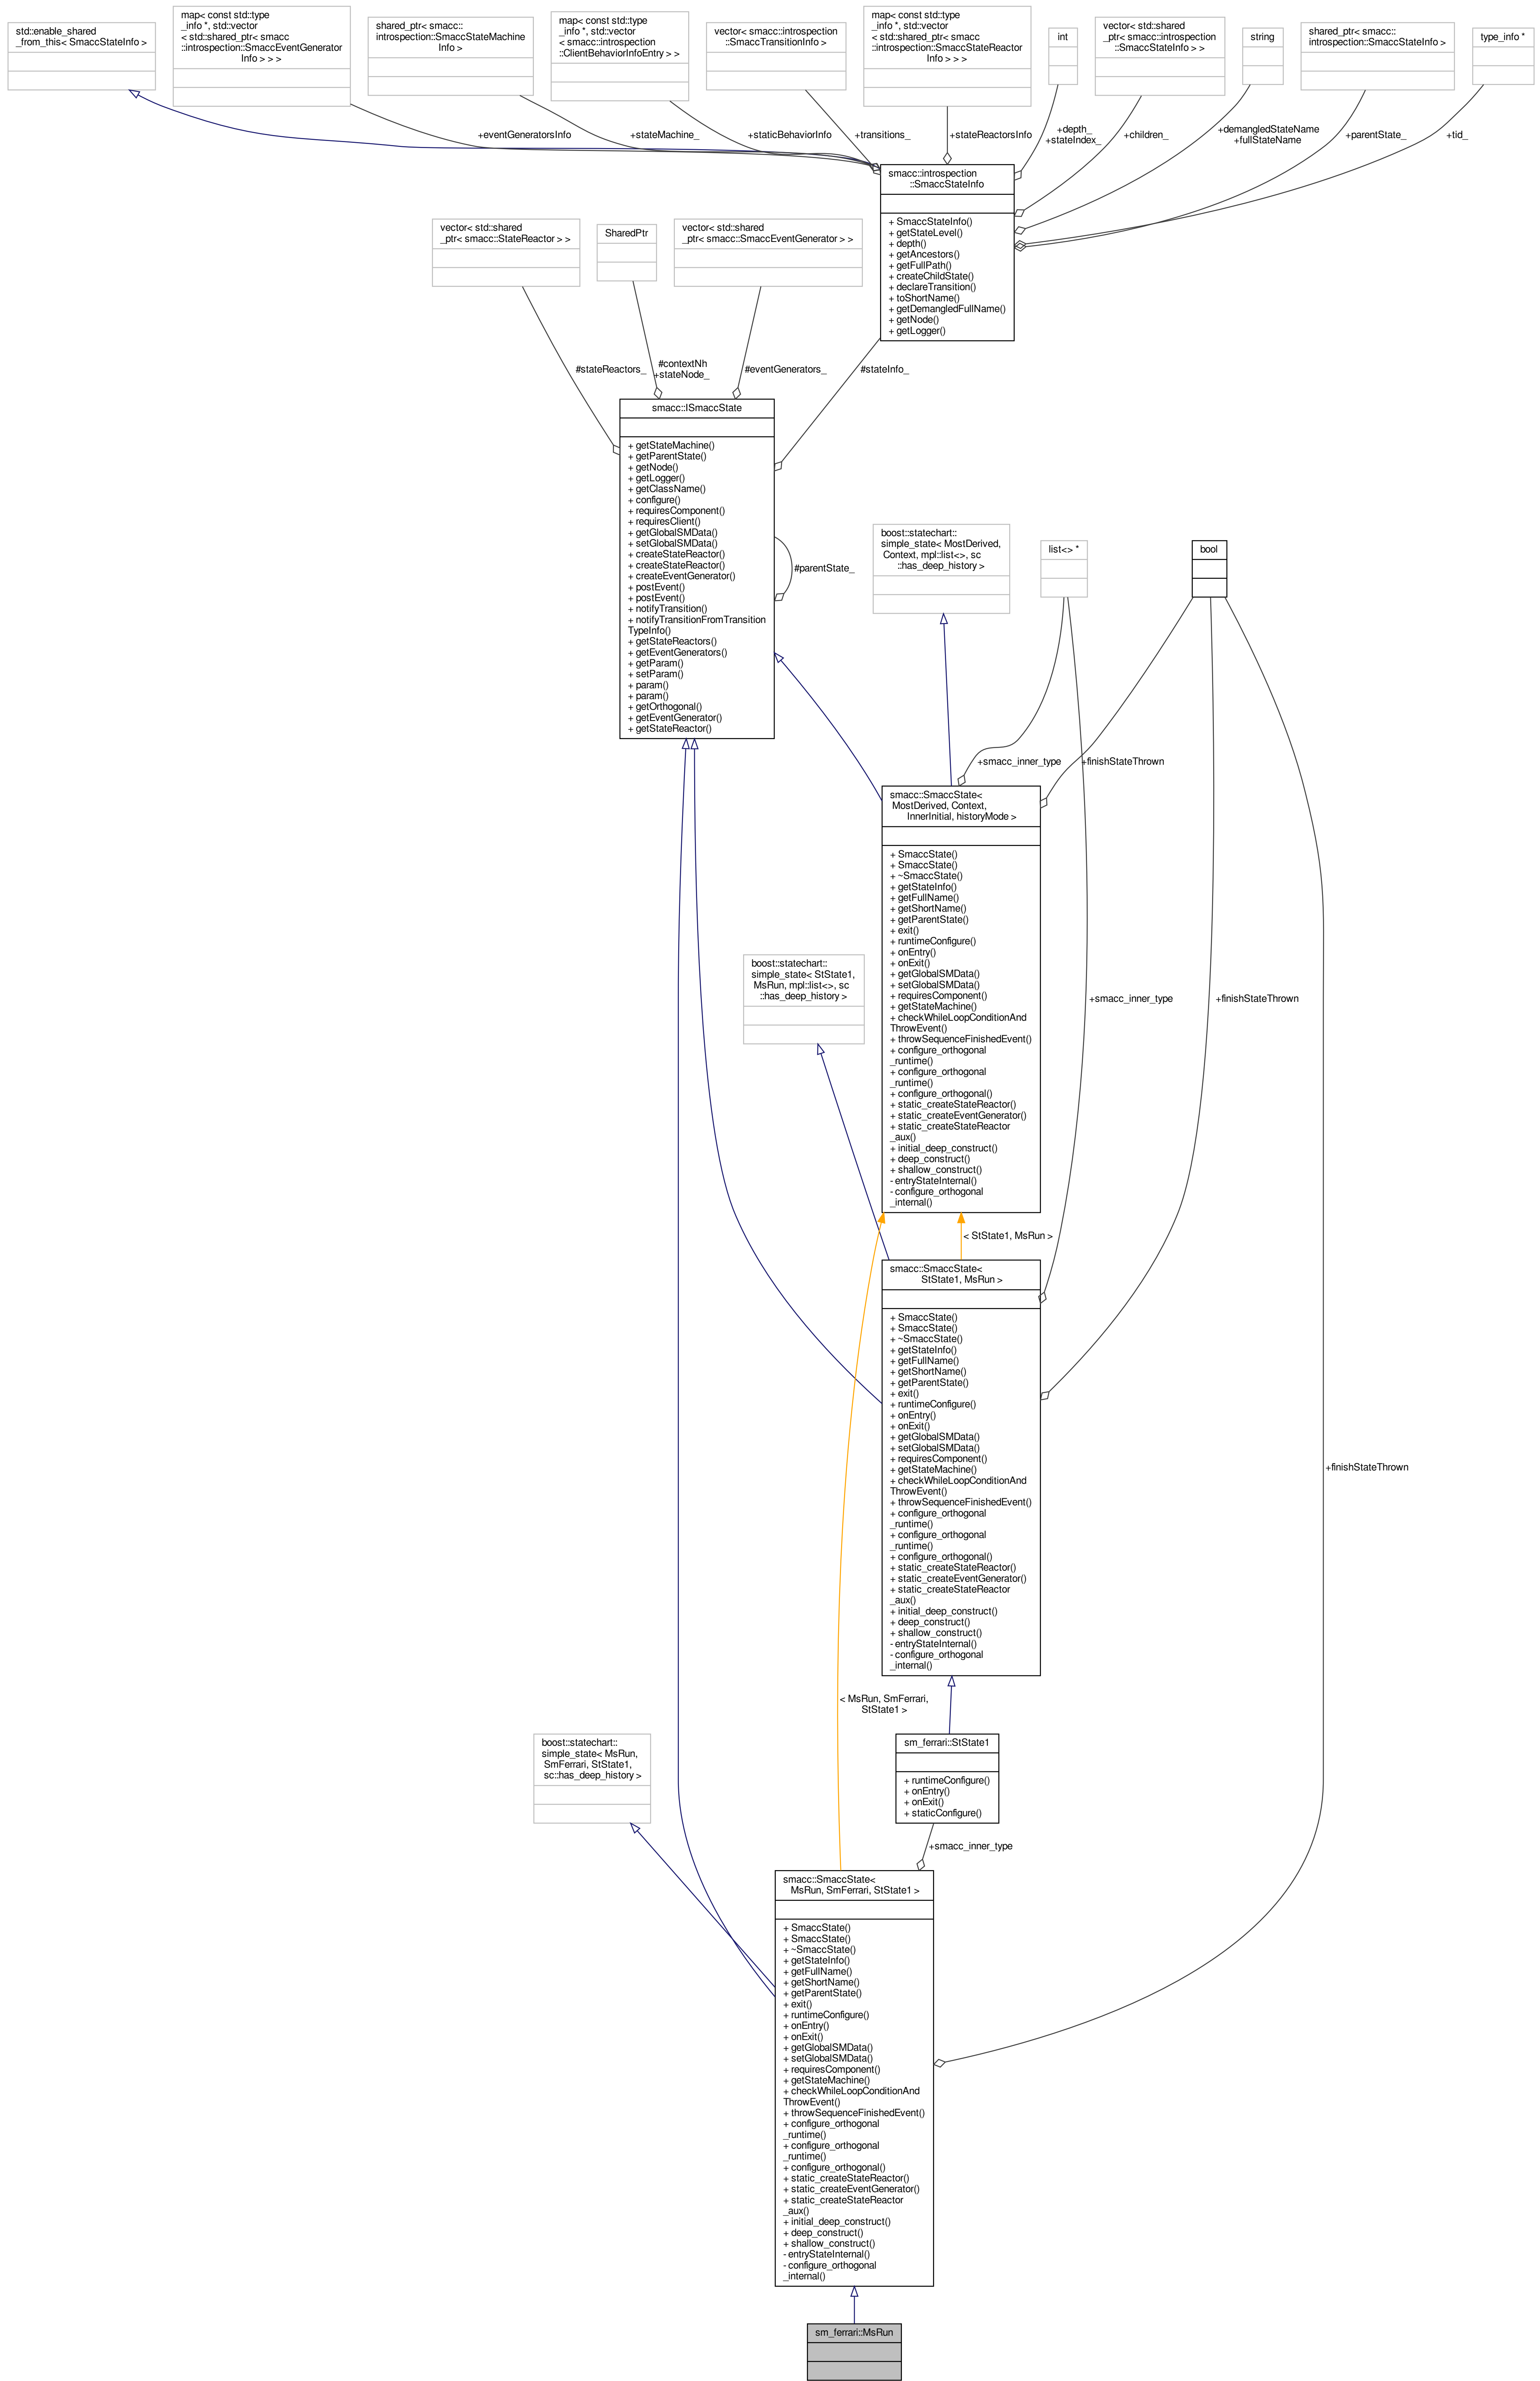 std::enable_shared
_from_this< SmaccStateInfo >
map< const std::type
_info *, std::vector
< std::shared_ptr< smacc
::introspection::SmaccEventGenerator
Info > > >
shared_ptr< smacc::
introspection::SmaccStateMachine
Info >
map< const std::type
_info *, std::vector
< smacc::introspection
::ClientBehaviorInfoEntry > >
vector< smacc::introspection
::SmaccTransitionInfo >
map< const std::type
_info *, std::vector
< std::shared_ptr< smacc
::introspection::SmaccStateReactor
Info > > >
int
vector< std::shared
_ptr< smacc::introspection
::SmaccStateInfo > >
string
shared_ptr< smacc::
introspection::SmaccStateInfo >
type_info *
+eventGeneratorsInfo
+stateMachine_
+staticBehaviorInfo
+transitions_
+stateReactorsInfo
+depth_
+stateIndex_
+children_
+demangledStateName
+fullStateName
+parentState_
+tid_
smacc::introspection
::SmaccStateInfo
+ SmaccStateInfo()
+ getStateLevel()
+ depth()
+ getAncestors()
+ getFullPath()
+ createChildState()
+ declareTransition()
+ toShortName()
+ getDemangledFullName()
+ getNode()
+ getLogger()
vector< std::shared
_ptr< smacc::StateReactor > >
SharedPtr
vector< std::shared
_ptr< smacc::SmaccEventGenerator > >
#stateReactors_
#contextNh
+stateNode_
#eventGenerators_
#stateInfo_
smacc::ISmaccState
+ getStateMachine()
+ getParentState()
+ getNode()
+ getLogger()
+ getClassName()
+ configure()
+ requiresComponent()
+ requiresClient()
+ getGlobalSMData()
+ setGlobalSMData()
+ createStateReactor()
+ createStateReactor()
+ createEventGenerator()
+ postEvent()
+ postEvent()
+ notifyTransition()
+ notifyTransitionFromTransition
TypeInfo()
+ getStateReactors()
+ getEventGenerators()
+ getParam()
+ setParam()
+ param()
+ param()
+ getOrthogonal()
+ getEventGenerator()
+ getStateReactor()
#parentState_
boost::statechart::
simple_state< MostDerived,
Context, mpl::list<>, sc
::has_deep_history >
list<> *
bool
+smacc_inner_type
+finishStateThrown
smacc::SmaccState<
MostDerived, Context,
InnerInitial, historyMode >
+ SmaccState()
+ SmaccState()
+ ~SmaccState()
+ getStateInfo()
+ getFullName()
+ getShortName()
+ getParentState()
+ exit()
+ runtimeConfigure()
+ onEntry()
+ onExit()
+ getGlobalSMData()
+ setGlobalSMData()
+ requiresComponent()
+ getStateMachine()
+ checkWhileLoopConditionAnd
ThrowEvent()
+ throwSequenceFinishedEvent()
+ configure_orthogonal
_runtime()
+ configure_orthogonal
_runtime()
+ configure_orthogonal()
+ static_createStateReactor()
+ static_createEventGenerator()
+ static_createStateReactor
_aux()
+ initial_deep_construct()
+ deep_construct()
+ shallow_construct()
- entryStateInternal()
- configure_orthogonal
_internal()
boost::statechart::
simple_state< StState1,
MsRun, mpl::list<>, sc
::has_deep_history >
+smacc_inner_type
+finishStateThrown
< StState1, MsRun >
smacc::SmaccState<
StState1, MsRun >
+ SmaccState()
+ SmaccState()
+ ~SmaccState()
+ getStateInfo()
+ getFullName()
+ getShortName()
+ getParentState()
+ exit()
+ runtimeConfigure()
+ onEntry()
+ onExit()
+ getGlobalSMData()
+ setGlobalSMData()
+ requiresComponent()
+ getStateMachine()
+ checkWhileLoopConditionAnd
ThrowEvent()
+ throwSequenceFinishedEvent()
+ configure_orthogonal
_runtime()
+ configure_orthogonal
_runtime()
+ configure_orthogonal()
+ static_createStateReactor()
+ static_createEventGenerator()
+ static_createStateReactor
_aux()
+ initial_deep_construct()
+ deep_construct()
+ shallow_construct()
- entryStateInternal()
- configure_orthogonal
_internal()
+finishStateThrown
< MsRun, SmFerrari,
StState1 >
boost::statechart::
simple_state< MsRun,
SmFerrari, StState1,
sc::has_deep_history >
sm_ferrari::StState1
+ runtimeConfigure()
+ onEntry()
+ onExit()
+ staticConfigure()
+smacc_inner_type
smacc::SmaccState<
MsRun, SmFerrari, StState1 >
+ SmaccState()
+ SmaccState()
+ ~SmaccState()
+ getStateInfo()
+ getFullName()
+ getShortName()
+ getParentState()
+ exit()
+ runtimeConfigure()
+ onEntry()
+ onExit()
+ getGlobalSMData()
+ setGlobalSMData()
+ requiresComponent()
+ getStateMachine()
+ checkWhileLoopConditionAnd
ThrowEvent()
+ throwSequenceFinishedEvent()
+ configure_orthogonal
_runtime()
+ configure_orthogonal
_runtime()
+ configure_orthogonal()
+ static_createStateReactor()
+ static_createEventGenerator()
+ static_createStateReactor
_aux()
+ initial_deep_construct()
+ deep_construct()
+ shallow_construct()
- entryStateInternal()
- configure_orthogonal
_internal()
sm_ferrari::MsRun